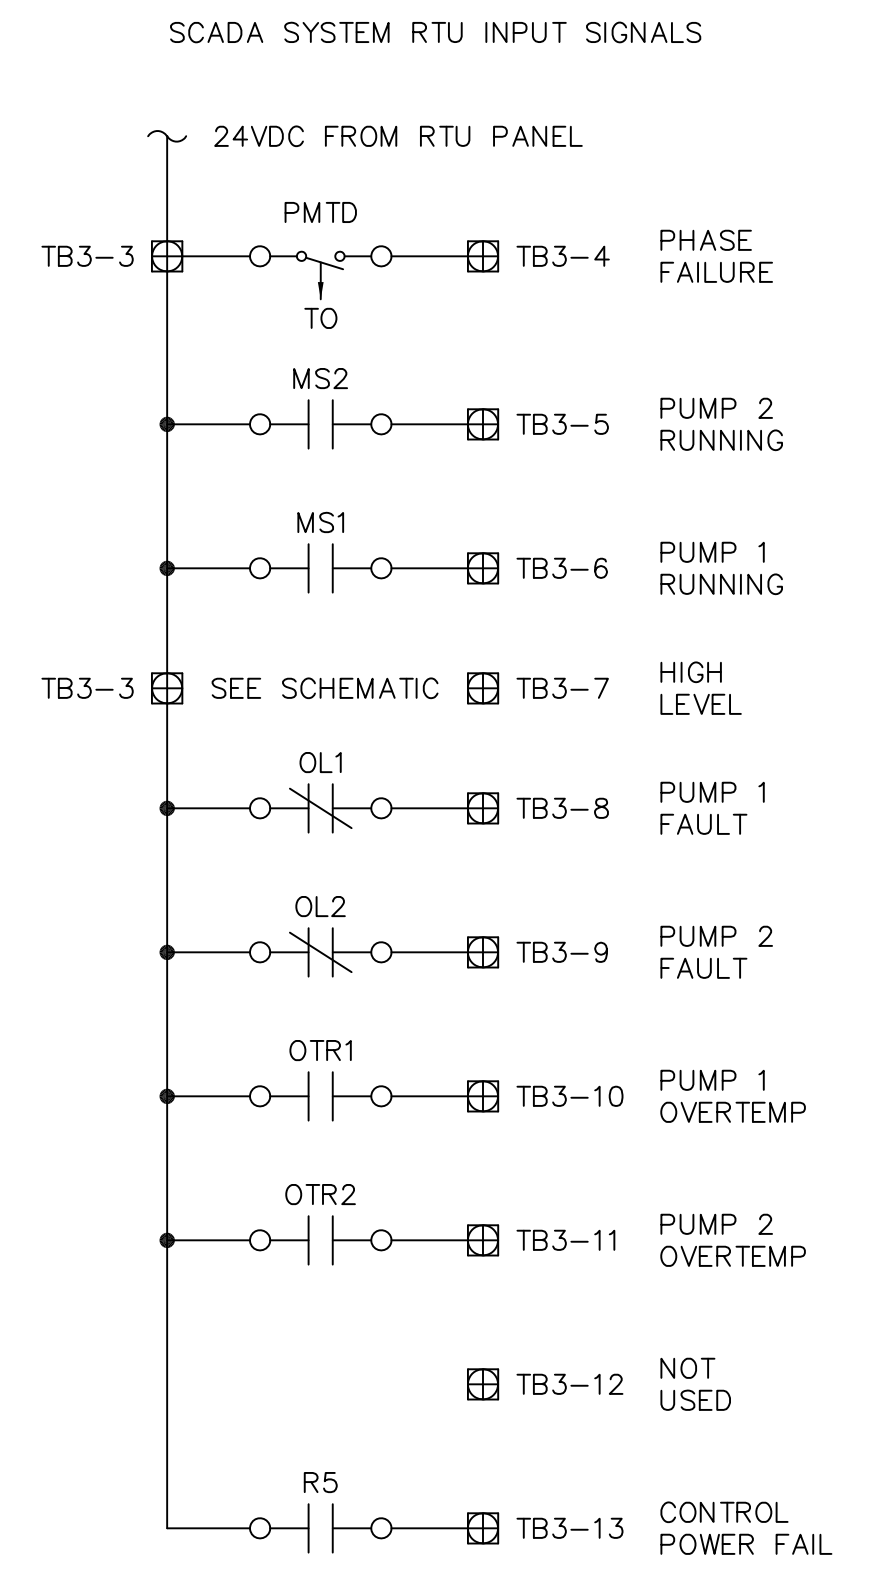 SCADA SYSTEM RTU INPUT SIGNALS
24VDC FROM RTU PANEL
PMTD
TB3-3
TB3-4
PHASE
FAILURE
TO
MS2
TB3-5
PUMP 2
RUNNING
MS1
TB3-6
PUMP 1
RUNNING
TB3-3
SEE SCHEMATIC
TB3-7
HIGH
LEVEL
OL1
TB3-8
PUMP 1
FAULT
OL2
TB3-9
PUMP 2
FAULT
OTR1
TB3-10
PUMP 1
OVERTEMP
OTR2
TB3-11
PUMP 2
OVERTEMP
TB3-12
NOT
USED
R5
TB3-13
CONTROL
POWER FAIL